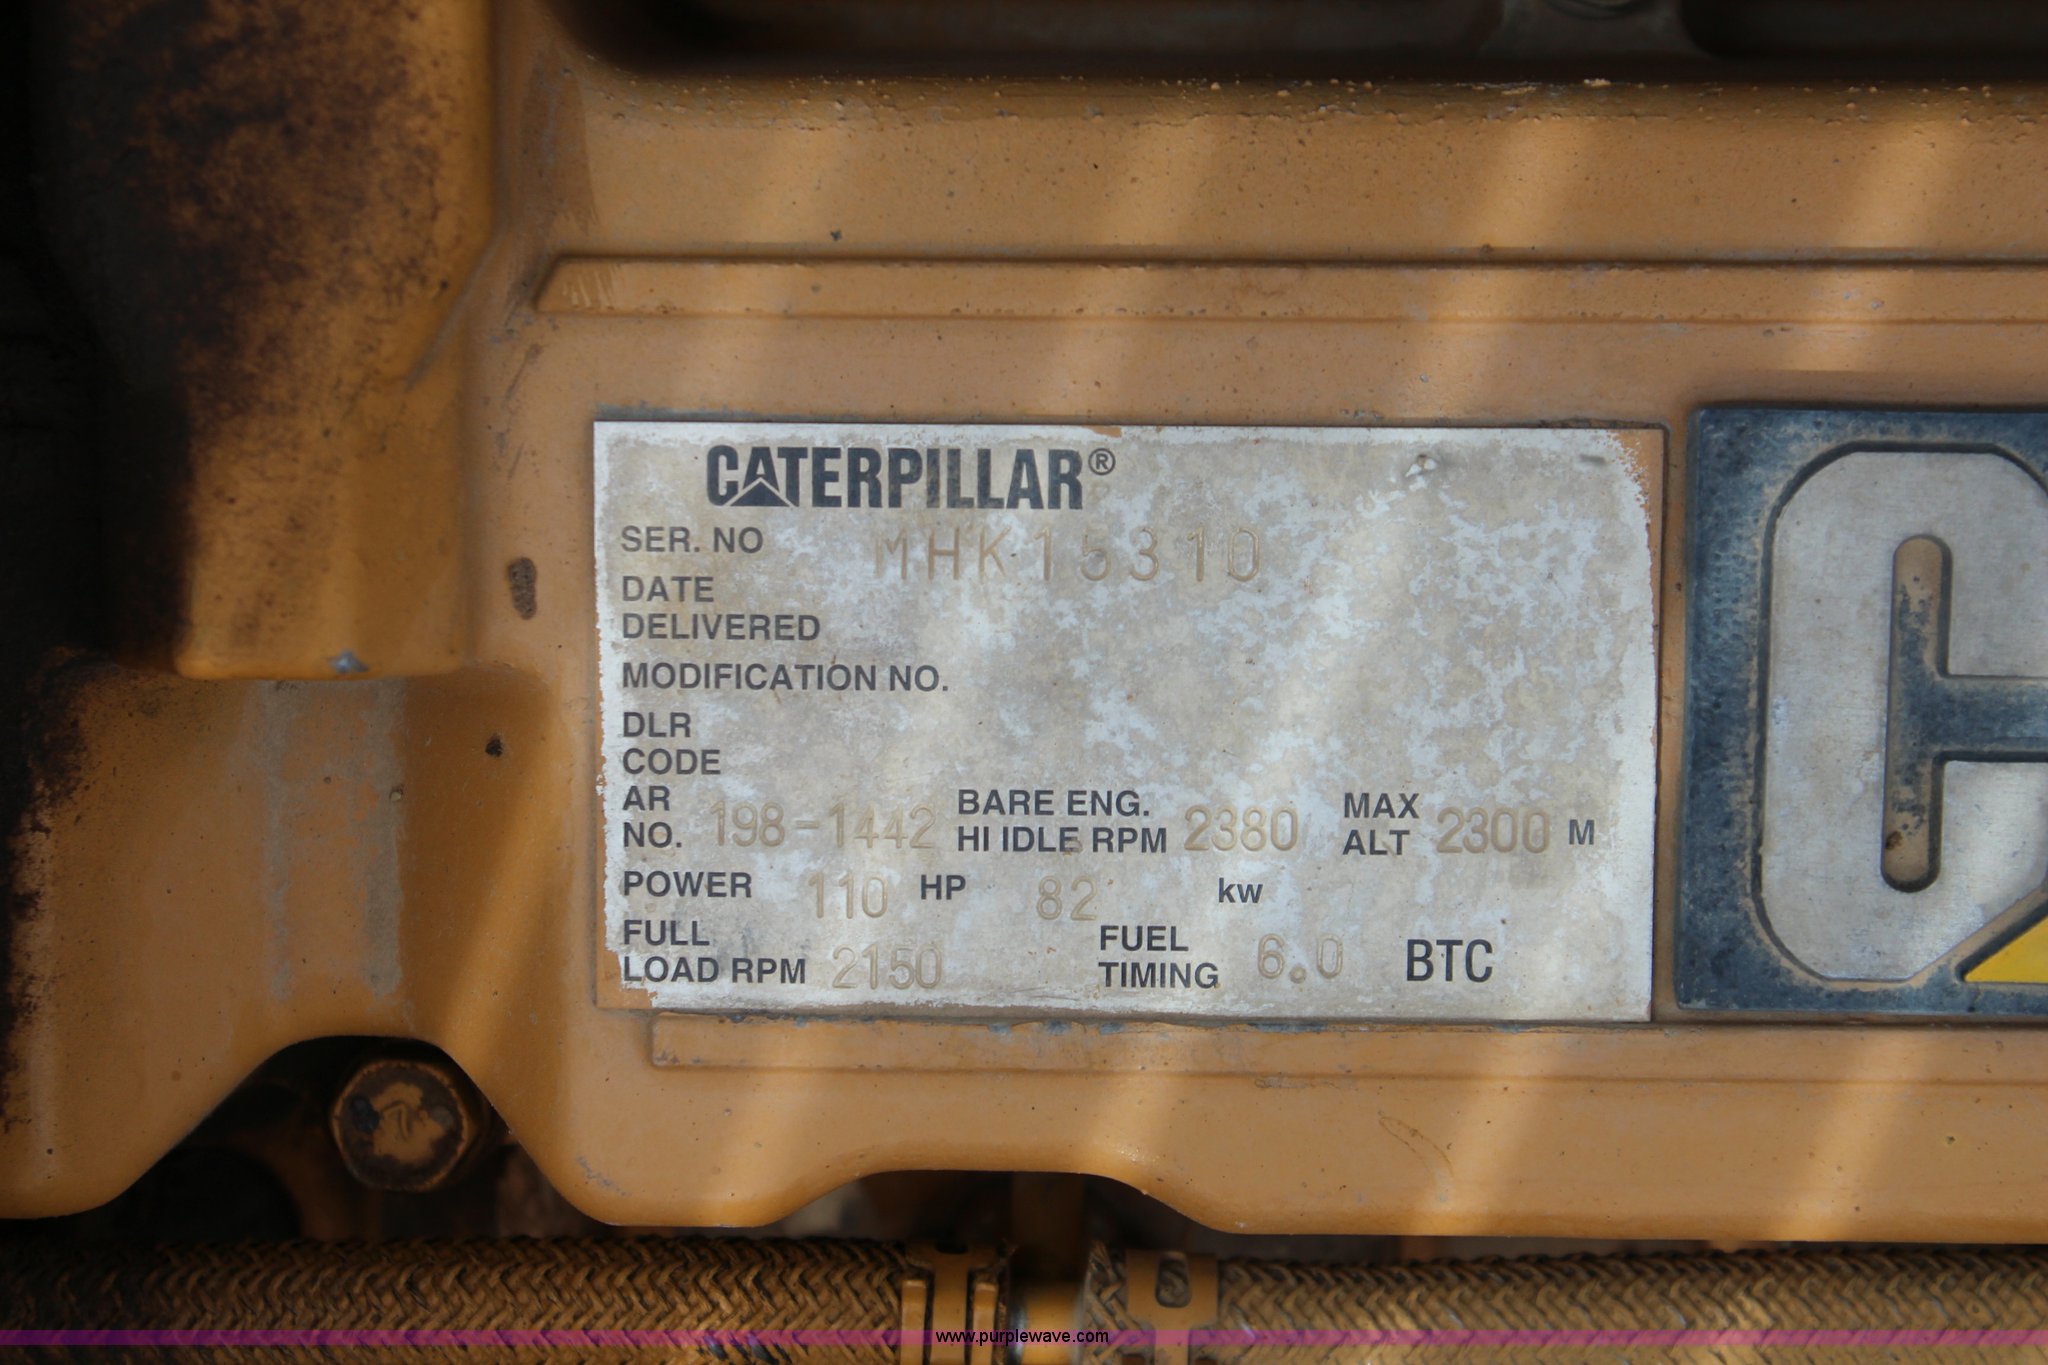 CATERPILLAR®
SER. NO MHK15310
DATE
DELIVERED
MODIFICATION NO.
DLR
CODE
AR
NO. 198-1442 BARE ENG.
HI IDLE RPM 2380 MAX
ALT 2300 M
POWER 110 HP 82 kw
FULL
LOAD RPM 2150 FUEL
TIMING 6.0 BTC
www.purplewave.com